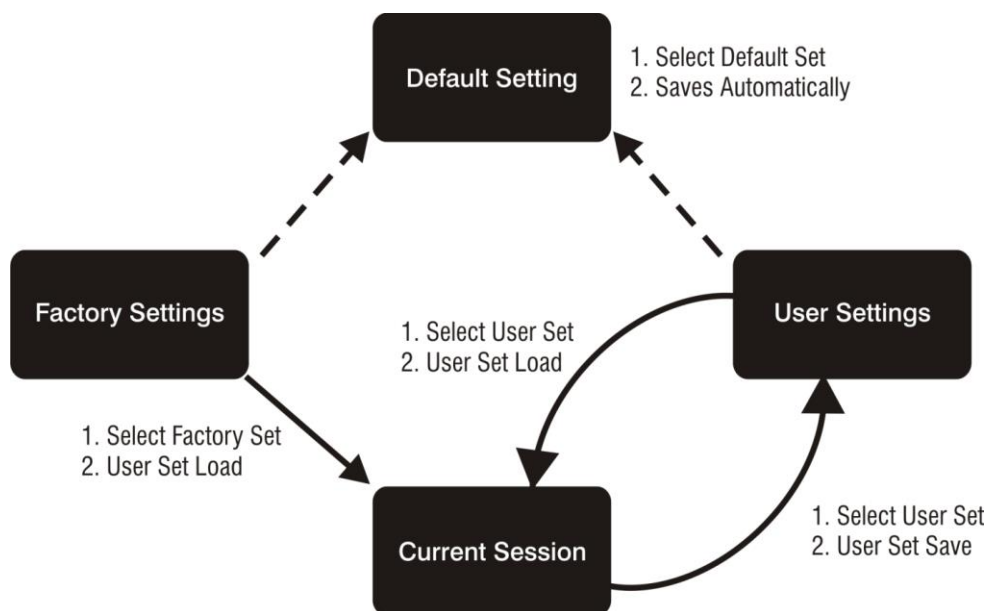 Default Setting
1. Select Default Set
2. Saves Automatically
Factory Settings
User Settings
1. Select User Set
2. User Set Load
1. Select Factory Set
2. User Set Load
Current Session
1. Select User Set
2. User Set Save